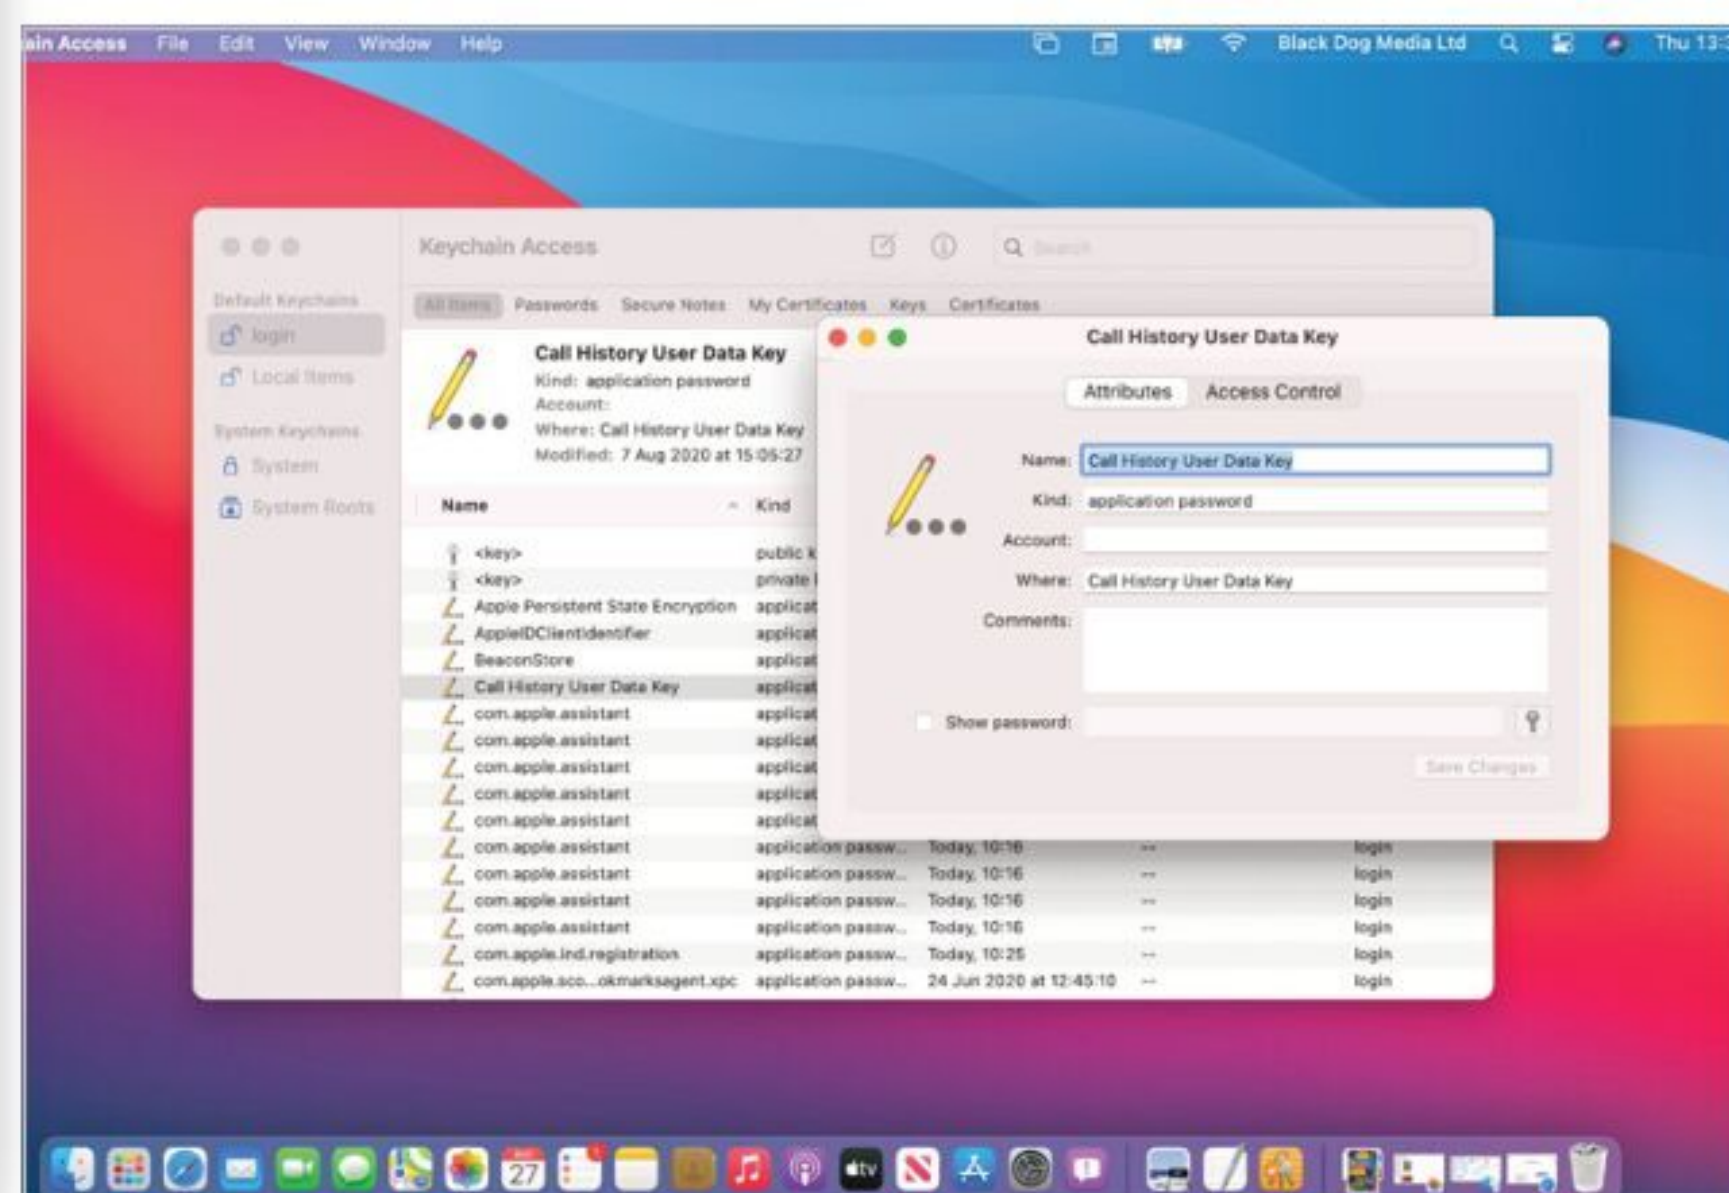 ain Access File Edit View Window Help Black Dog Media Ltd Thu 13:
Keychain Access
Search
Default Keychains
login
Local Items
System Keychains
System
System Roots
All Items Passwords Secure Notes My Certificates Keys Certificates
Call History User Data Key
Kind: application password
Account:
Where: Call History User Data Key
Modified: 7 Aug 2020 at 15:05:27
Name Kind
<key> public k
<key> private
Apple Persistent State Encryption applicat
AppleIDClientIdentifier applicat
BeaconStore applicat
Call History User Data Key applicat
com.apple.assistant applicat
com.apple.assistant applicat
com.apple.assistant applicat
com.apple.assistant applicat
com.apple.assistant applicat
com.apple.assistant application passw... Today, 10:16 -- login
com.apple.assistant application passw... Today, 10:16 -- login
com.apple.assistant application passw... Today, 10:16 -- login
com.apple.assistant application passw... Today, 10:16 -- login
com.apple.ind.registration application passw... Today, 10:25 -- login
com.apple.sco...okmarksagent.xpc application passw... 24 Jun 2020 at 12:45:10 -- login
Call History User Data Key
Attributes Access Control
Name: Call History User Data Key
Kind: application password
Account:
Where: Call History User Data Key
Comments:
Show password:
Save Changes
27
tv